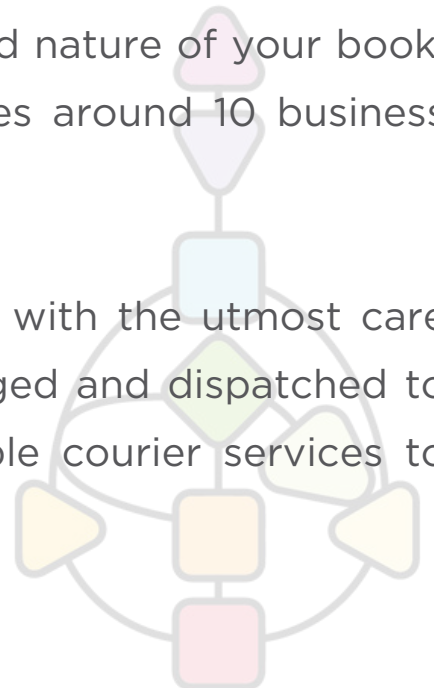 d nature of your book
es around 10 business
with the utmost care
ged and dispatched to
ole courier services to